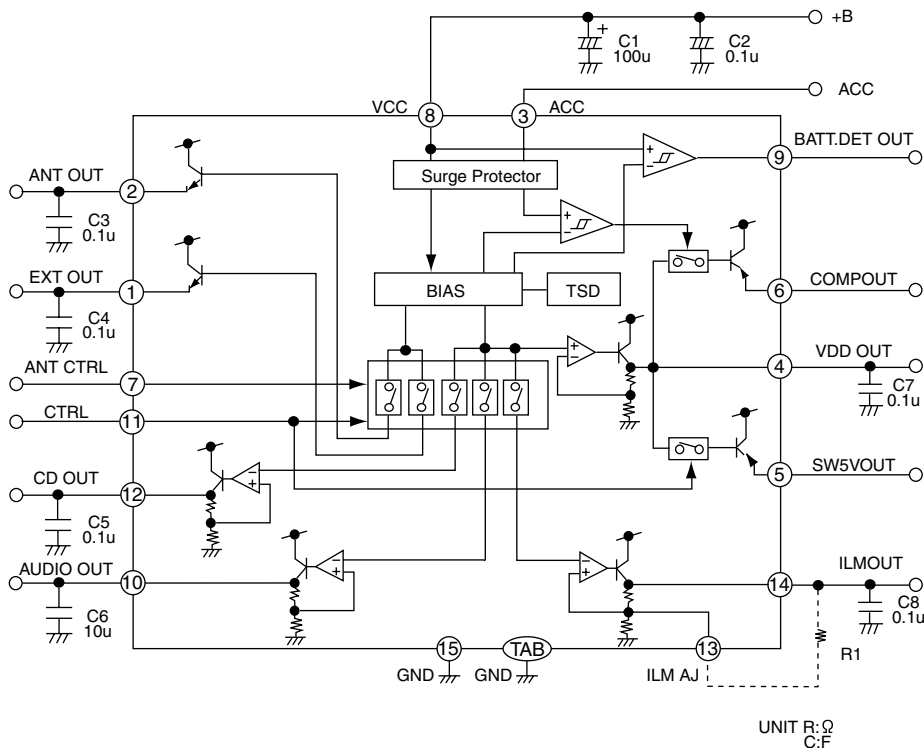 +B
+
C1
100u
C2
0.1u
ACC
VCC
8
3
ACC
BATT.DET OUT
9
+
−
Surge Protector
ANT OUT
2
C3
0.1u
+
−
EXT OUT
1
C4
0.1u
BIAS
TSD
6
COMPOUT
ANT CTRL
7
+
−
4
VDD OUT
C7
0.1u
CTRL
11
CD OUT
12
−
+
C5
0.1u
5
SW5VOUT
AUDIO OUT
10
−
+
C6
10u
−
+
14
ILMOUT
C8
0.1u
R1
15
TAB
13
GND
GND
ILM AJ
UNIT R:Ω
C:F